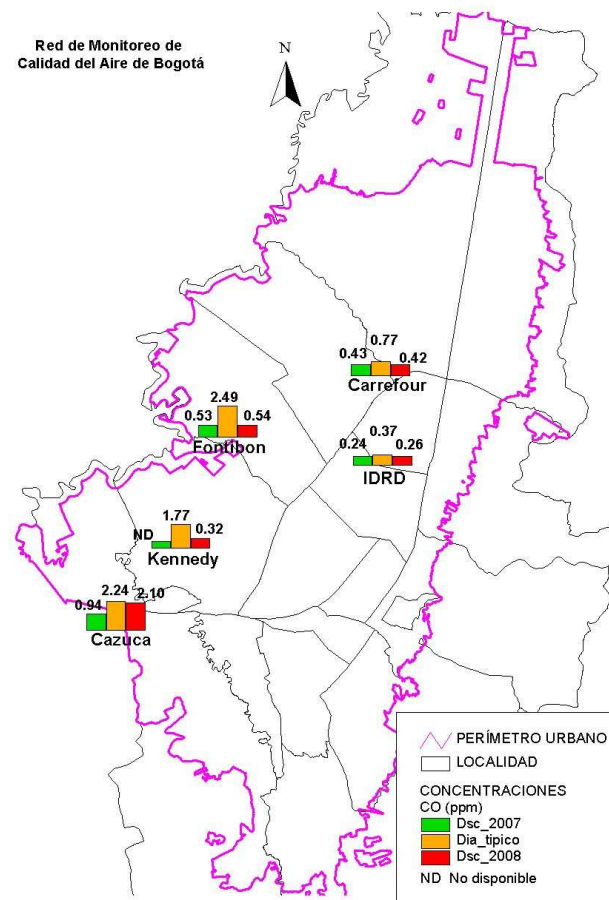 Red de Monitoreo de
Calidad del Aire de Bogotá
N
0.77
0.43
0.42
Carrefour
2.49
0.53
0.54
Fontibon
0.37
0.24
0.26
IDRD
1.77
ND
0.32
Kennedy
2.24
2.10
0.94
Cazuca
PERÍMETRO URBANO
LOCALIDAD
CONCENTRACIONES
CO (ppm)
Dsc_2007
Dia_tipico
Dsc_2008
ND No disponible